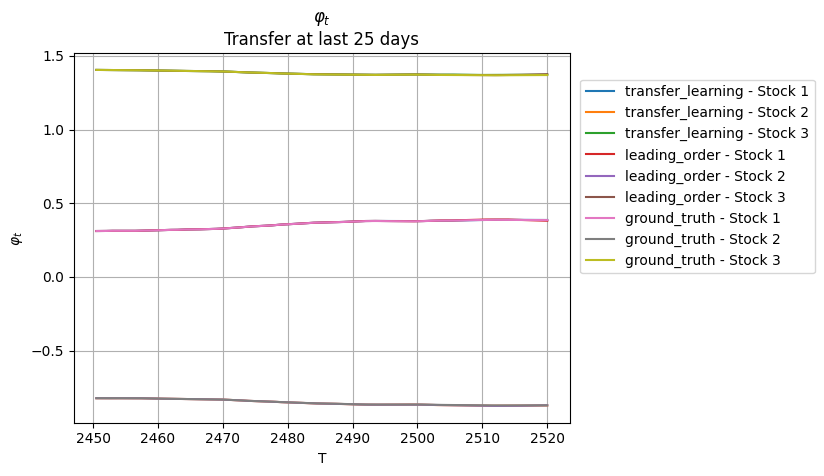 φₜ
Transfer at last 25 days
φₜ
1.5
1.0
0.5
0.0
−0.5
2450 2460 2470 2480 2490 2500 2510 2520
T
transfer_learning - Stock 1
transfer_learning - Stock 2
transfer_learning - Stock 3
leading_order - Stock 1
leading_order - Stock 2
leading_order - Stock 3
ground_truth - Stock 1
ground_truth - Stock 2
ground_truth - Stock 3